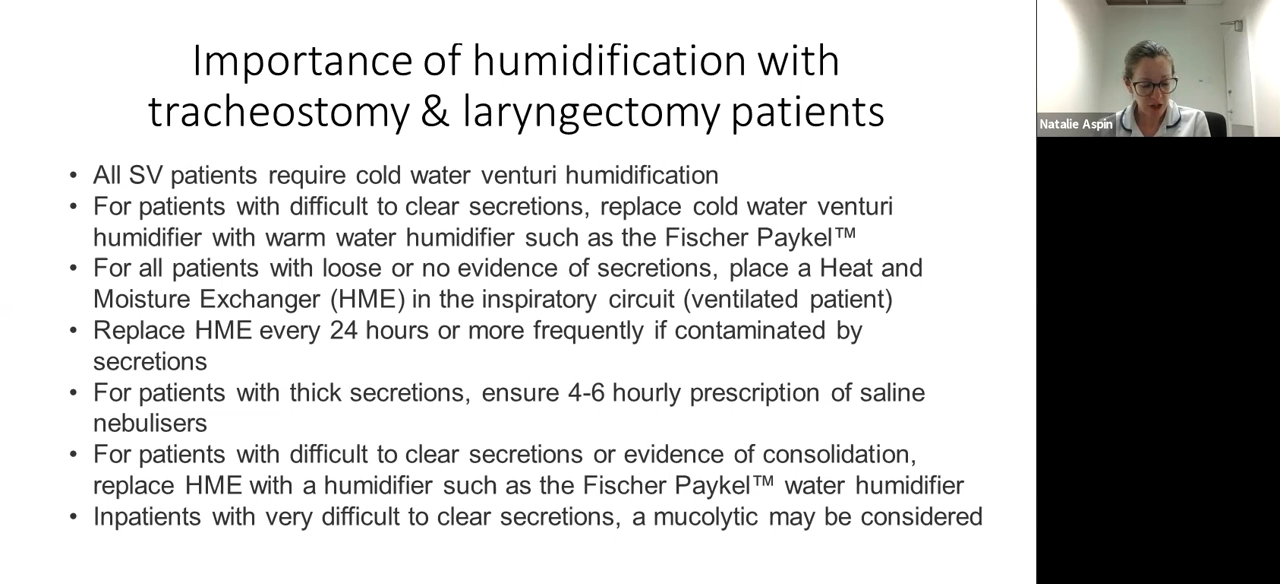 Importance of humidification with
tracheostomy & laryngectomy patients
• All SV patients require cold water venturi humidification
• For patients with difficult to clear secretions, replace cold water venturi
humidifier with warm water humidifier such as the Fischer Paykel™
• For all patients with loose or no evidence of secretions, place a Heat and
Moisture Exchanger (HME) in the inspiratory circuit (ventilated patient)
• Replace HME every 24 hours or more frequently if contaminated by
secretions
• For patients with thick secretions, ensure 4-6 hourly prescription of saline
nebulisers
• For patients with difficult to clear secretions or evidence of consolidation,
replace HME with a humidifier such as the Fischer Paykel™ water humidifier
• Inpatients with very difficult to clear secretions, a mucolytic may be considered
Natalie Aspin